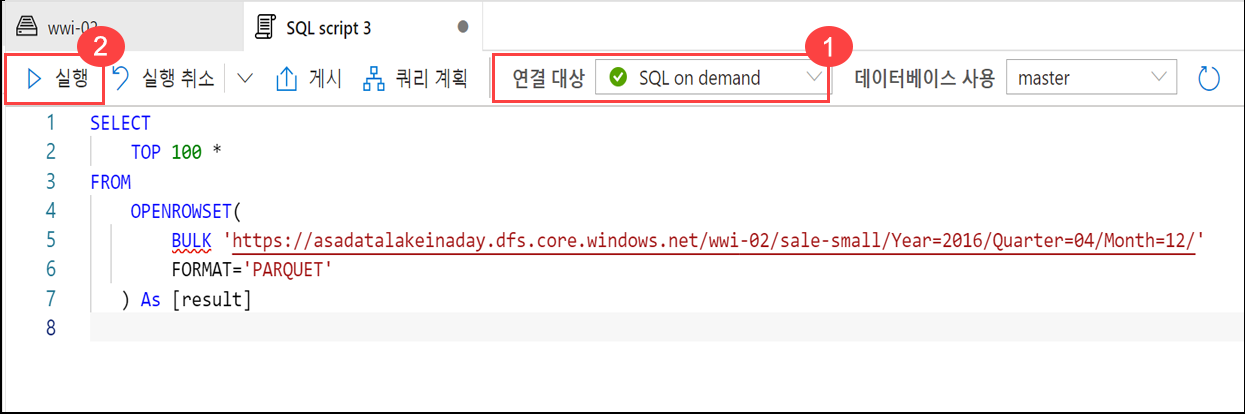 wwi-02 SQL script 3
2 1
실행 실행 취소 게시 쿼리 계획 연결 대상 SQL on demand 데이터베이스 사용 master
1 SELECT
2 TOP 100 *
3 FROM
4 OPENROWSET(
5 BULK 'https://asadatalakeinaday.dfs.core.windows.net/wwi-02/sale-small/Year=2016/Quarter=04/Month=12/'
6 FORMAT='PARQUET'
7 ) As [result]
8